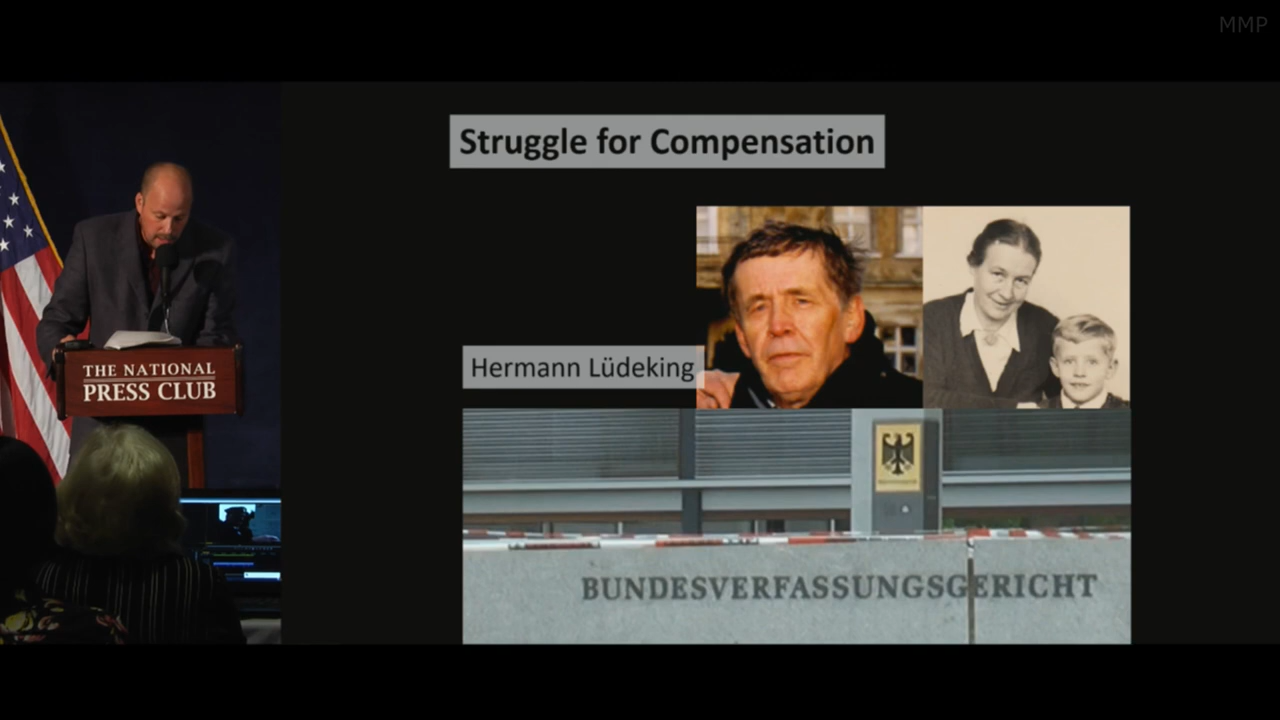 MMP
Struggle for Compensation
Hermann Lüdeking
THE NATIONAL
PRESS CLUB
BUNDESVERFASSUNGSGERICHT